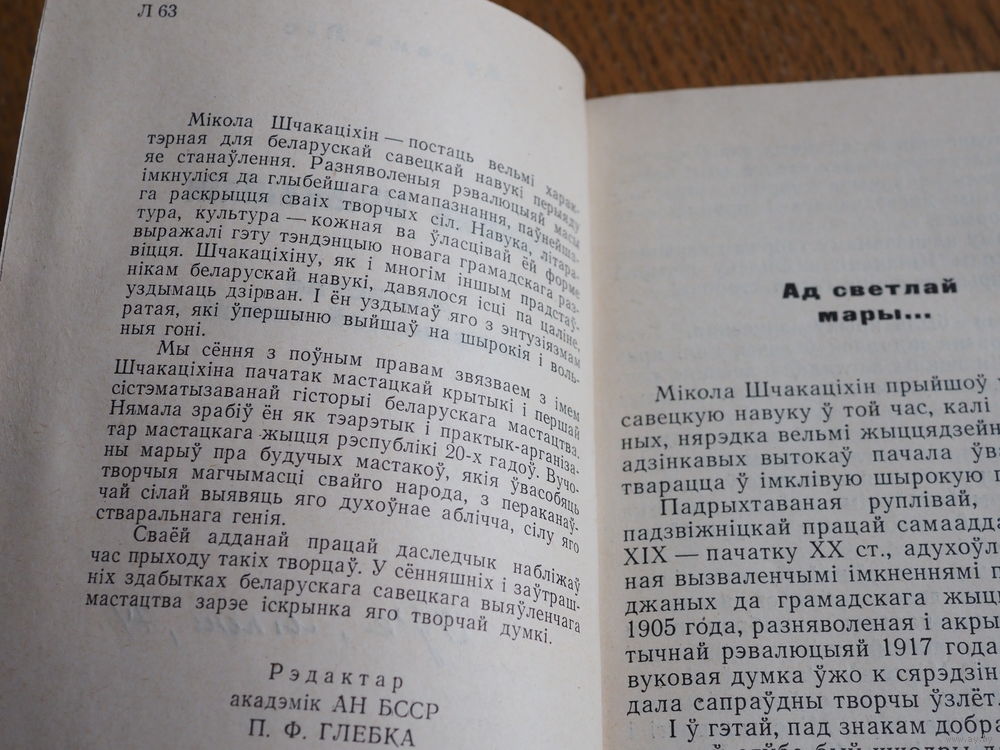 Л 63
Мікола Шчакаціхін — постаць вельмі харак-
тэрная для беларускай савецкай навукі перыяду
яе станаўлення. Разняволеныя рэвалюцыяй масы
імкнуліся да глыбейшага самапазнання, паўнейша-
га раскрыцця сваіх творчых сіл. Навука, літара-
тура, культура — кожная ва ўласцівай ёй форме
выражалі гэту тэндэнцыю новага грамадскага раз-
віцця. Шчакаціхіну, як і многім іншым прадстаў-
нікам беларускай навукі, давялося ісці па цаліне,
уздымаць дзірван. І ён уздымаў яго з энтузіязмам
ратая, які ўпершыню выйшаў на шырокія і воль-
ныя гоні.
Мы сёння з поўным правам звязваем з імем
Шчакаціхіна пачатак мастацкай крытыкі і першай
сістэматызаванай гісторыі беларускага мастацтва.
Нямала зрабіў ён як тэарэтык і практык-арганіза-
тар мастацкага жыцця рэспублікі 20-х гадоў. Вучо-
ны марыў пра будучых мастакоў, якія ўвасобяць
творчыя магчымасці свайго народа, з пераканаў-
чай сілай выявяць яго духоўнае аблічча, сілу яго
стваральнага генія.
Сваёй адданай працай даследчык набліжаў
час прыходу такіх творцаў. У сённяшніх і заўтраш-
ніх здабытках беларускага савецкага выяўленчага
мастацтва зарэе іскрынка яго творчай думкі.
Рэдактар
акадэмік АН БССР
П. Ф. ГЛЕБКА
Ад светлай
мары...
Мікола Шчакаціхін прыйшоў
савецкую навуку ў той час, калі
ных, нярэдка вельмі жыццядзейн
адзінкавых вытокаў пачала ўва
тварацца ў імклівую шырокую
Падрыхтаваная руплівай,
падзвіжніцкай працай самаадда
XIX — пачатку XX ст., адухоўл
ная вызваленчымі імкненнямі
джаных да грамадскага жыц
1905 года, разняволеная і акры
тычнай рэвалюцыяй 1917 года
вуковая думка ўжо к сярэдзін
дала сапраўдны творчы ўзлёт.
І ў гэтай, пад знакам добра